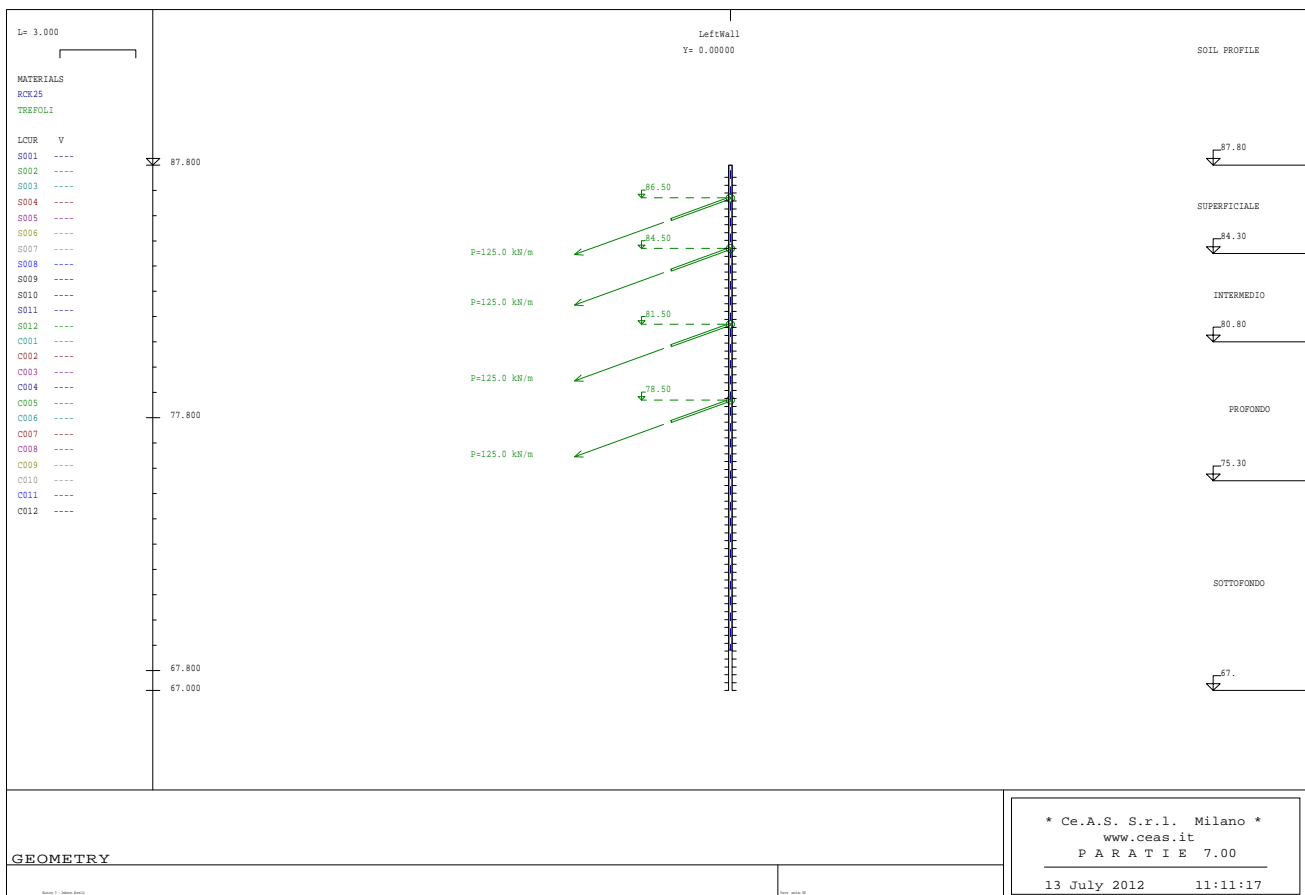 L= 3.000
MATERIALS
RCK25
TREFOLI
LCUR V
S001 ----
S002 ----
S003 ----
S004 ----
S005 ----
S006 ----
S007 ----
S008 ----
S009 ----
S010 ----
S011 ----
S012 ----
C001 ----
C002 ----
C003 ----
C004 ----
C005 ----
C006 ----
C007 ----
C008 ----
C009 ----
C010 ----
C011 ----
C012 ----
87.800
77.800
67.800
67.000
LeftWall
Y= 0.00000
86.50
P=125.0 kN/m
84.50
P=125.0 kN/m
81.50
P=125.0 kN/m
78.50
P=125.0 kN/m
SOIL PROFILE
87.80
SUPERFICIALE
84.30
INTERMEDIO
80.80
PROFONDO
75.30
SOTTOFONDO
67.
GEOMETRY
* Ce.A.S. S.r.l. Milano *
www.ceas.it
P A R A T I E 7.00
13 July 2012 11:11:17